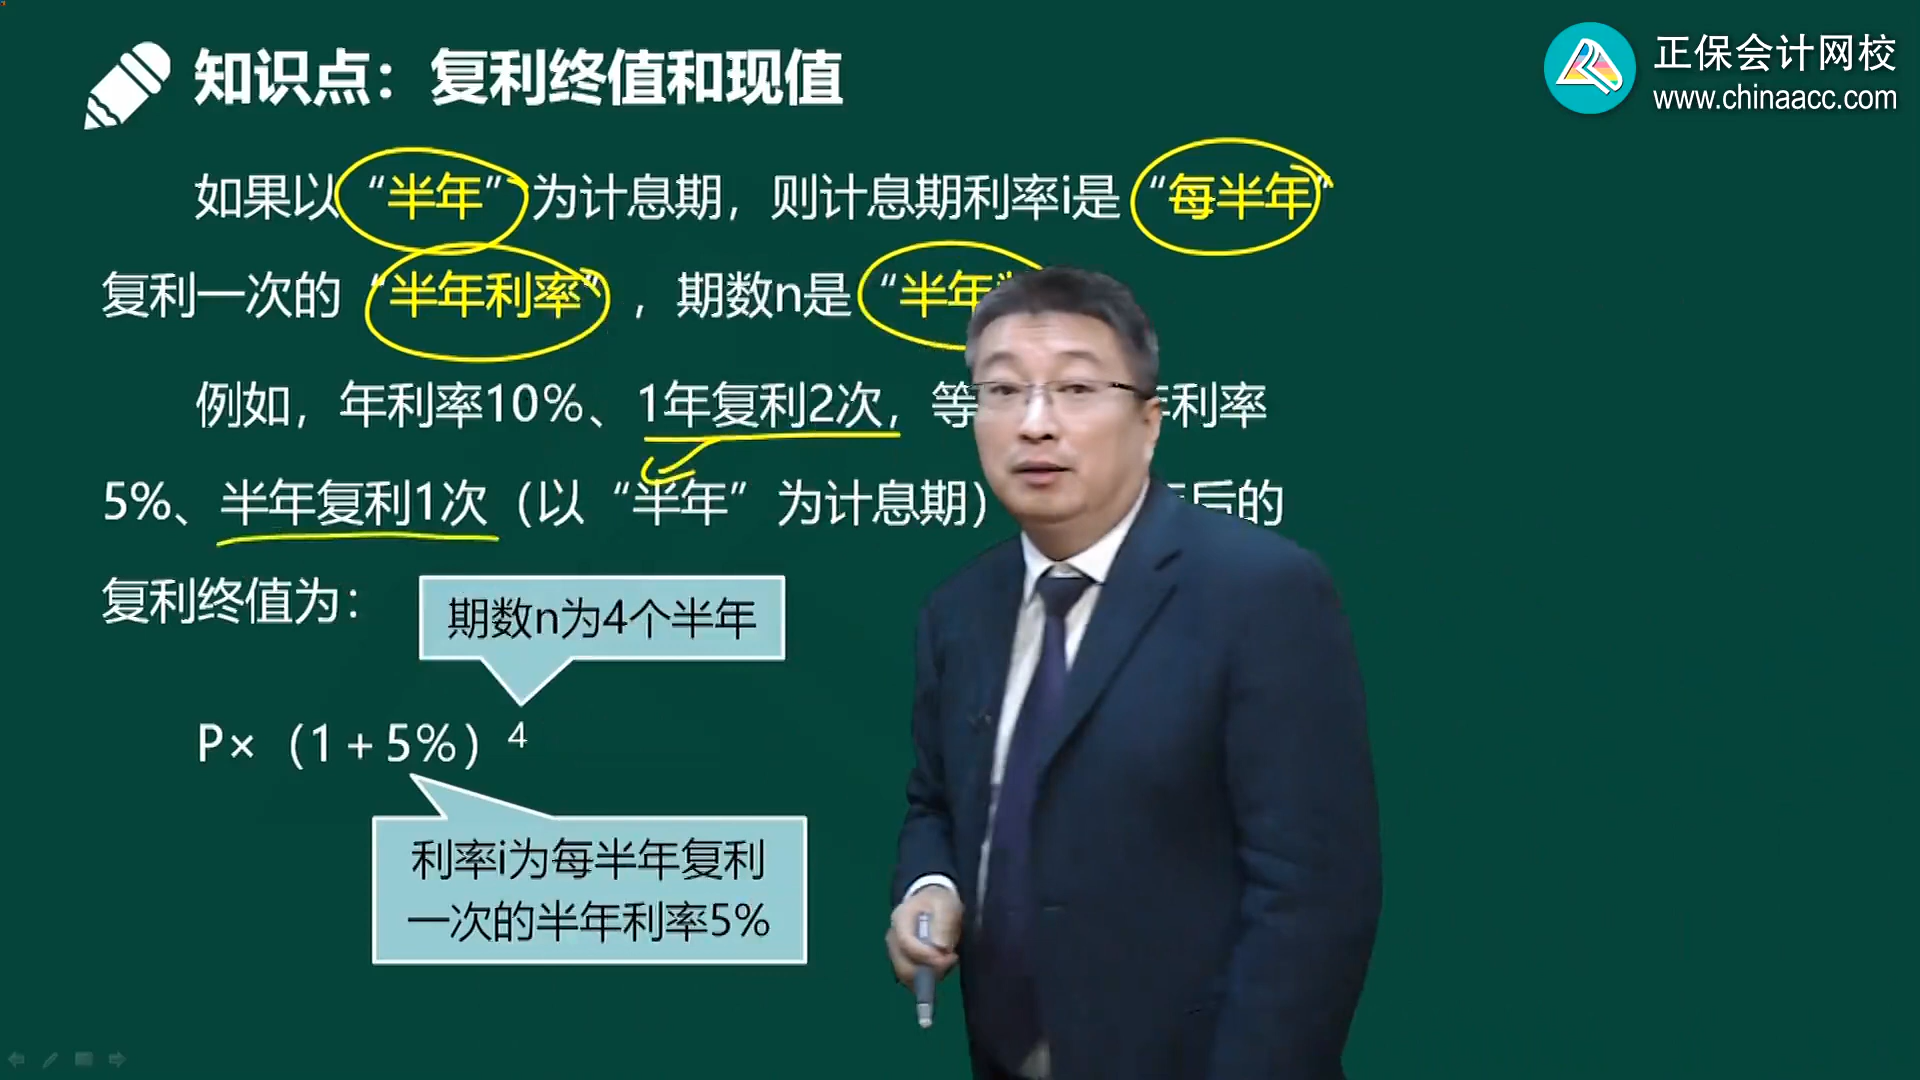 知识点：复利终值和现值
正保会计网校
www.chinaacc.com
如果以“半年”为计息期，则计息期利率i是“每半年”
复利一次的“半年利率”，期数n是“半年
例如，年利率10%、1年复利2次，等 利率
5%、半年复利1次（以“半年”为计息期） 后的
复利终值为：
期数n为4个半年
P×（1＋5%）4
利率i为每半年复利
一次的半年利率5%